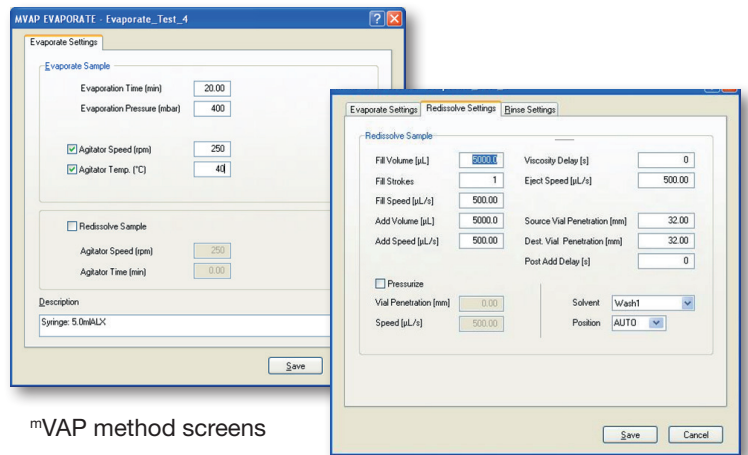 MVAP EVAPORATE - Evaporate_Test_4
Evaporate Settings
Evaporate Sample
Evaporation Time (min) 20.00
Evaporation Pressure (mbar) 400
Agitator Speed (rpm) 250
Agitator Temp. (°C) 40
Redissolve Sample
Agitator Speed (rpm) 250
Agitator Time (min) 0.00
Description
Syringe: 5.0mlALX
Save
Evaporate Settings Redissolve Settings Rinse Settings
Redissolve Sample
Fill Volume [µL] 5000.0 Viscosity Delay [s] 0
Fill Strokes 1 Eject Speed [µL/s] 500.00
Fill Speed [µL/s] 500.00
Add Volume [µL] 5000.0 Source Vial Penetration [mm] 32.00
Add Speed [µL/s] 500.00 Dest. Vial Penetration [mm] 32.00
Post Add Delay [s] 0
Pressurize
Vial Penetration [mm] 0.00 Solvent Wash1
Speed [µL/s] 500.00 Position AUTO
Save Cancel
mVAP method screens